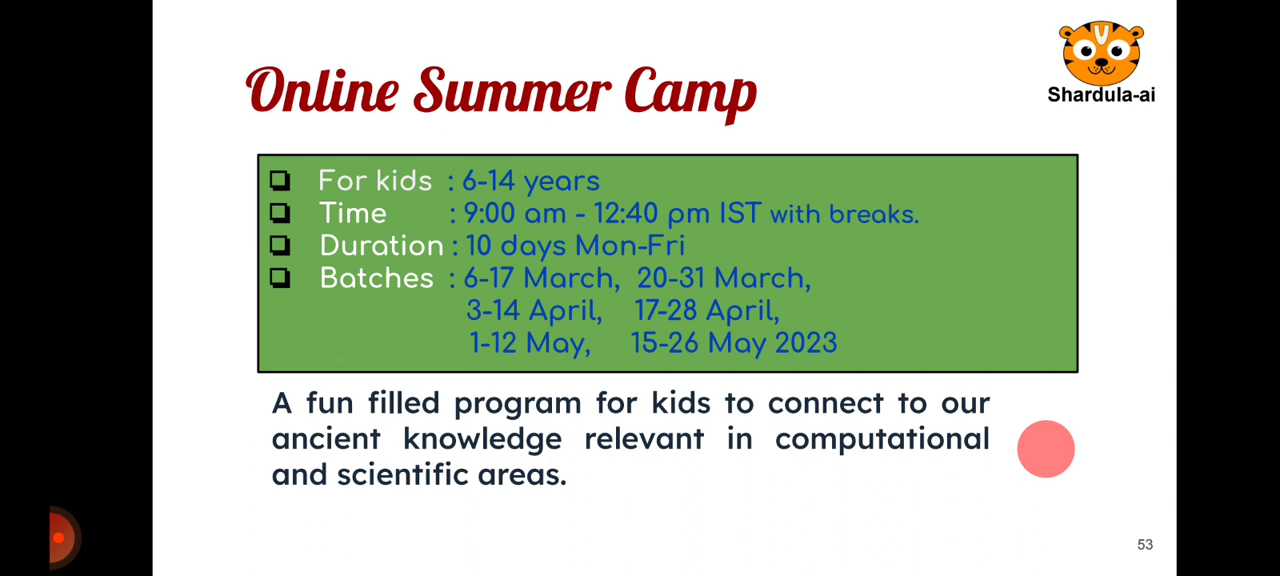 Online Summer Camp
Shardula-ai
❑ For kids : 6-14 years
❑ Time : 9:00 am - 12:40 pm IST with breaks.
❑ Duration : 10 days Mon-Fri
❑ Batches : 6-17 March, 20-31 March,
3-14 April, 17-28 April,
1-12 May, 15-26 May 2023
A fun filled program for kids to connect to our
ancient knowledge relevant in computational
and scientific areas.
53